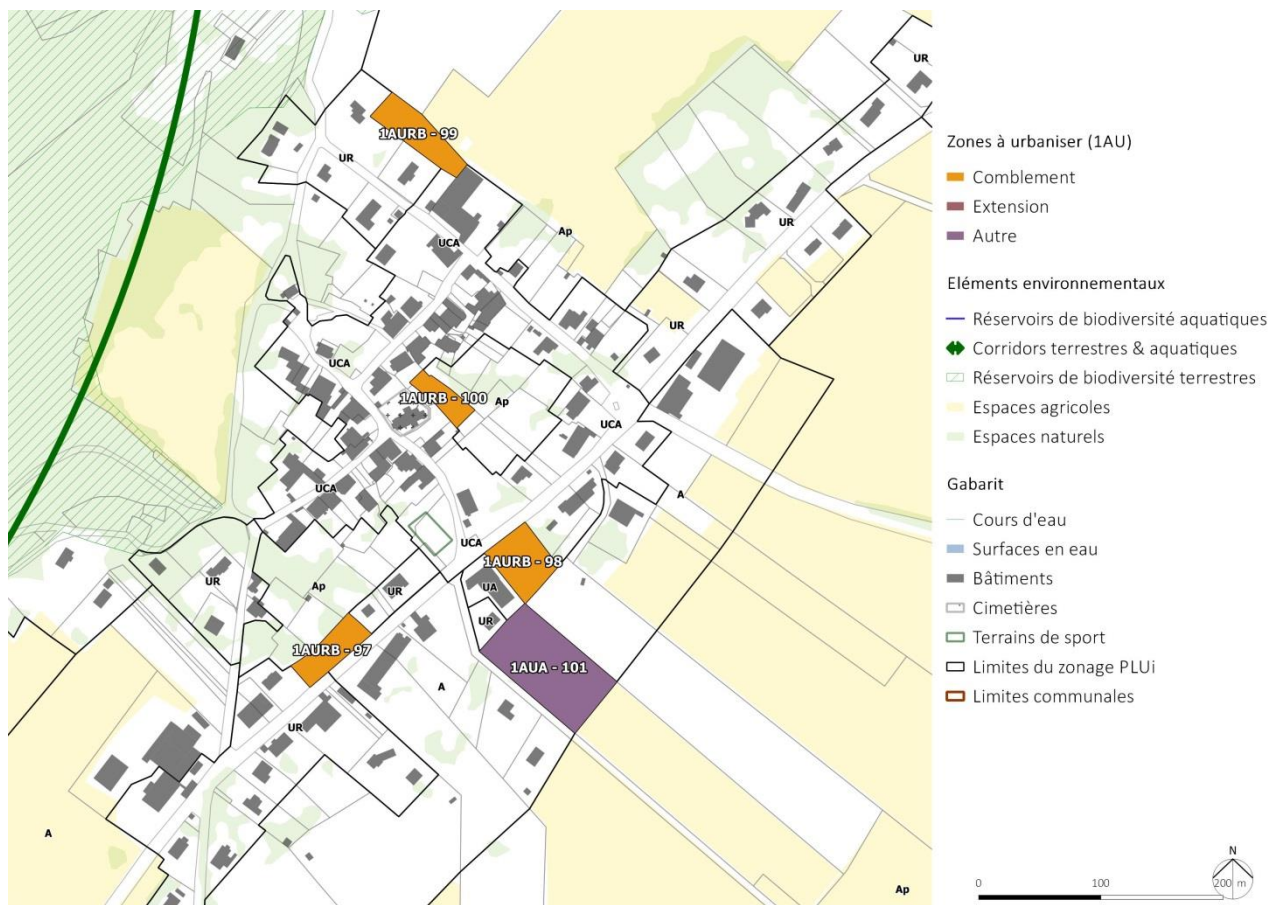 UR
1AURB - 99
UR
UCA
Ap
UR
UR
UCA
1AURB - 100
Ap
UCA
UCA
A
UCA
1AURB - 98
UR
Ap
UR
UA
UR
1AURB - 97
1AUA - 101
A
UR
A
Ap
Zones à urbaniser (1AU)
Comblement
Extension
Autre
Eléments environnementaux
Réservoirs de biodiversité aquatiques
Corridors terrestres & aquatiques
Réservoirs de biodiversité terrestres
Espaces agricoles
Espaces naturels
Gabarit
Cours d'eau
Surfaces en eau
Bâtiments
Cimetières
Terrains de sport
Limites du zonage PLUi
Limites communales
N
0 100 200 m